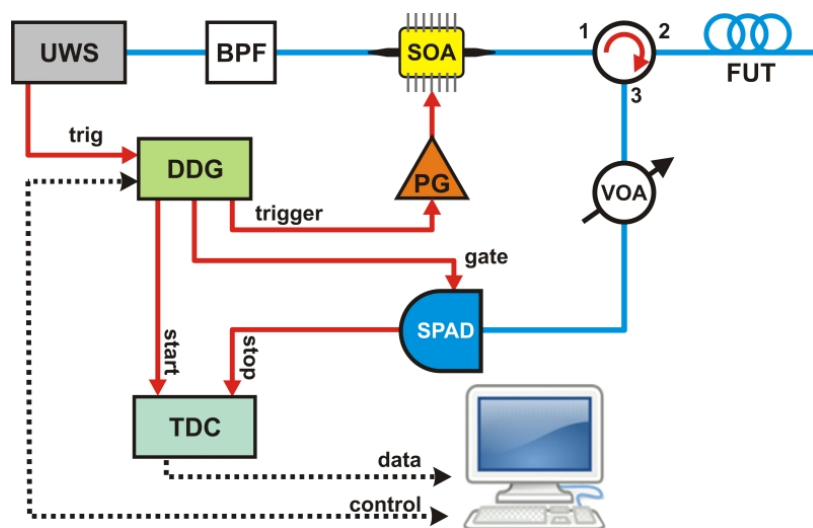 UWS
BPF
SOA
1
2
3
FUT
trig
DDG
trigger
PG
VOA
gate
SPAD
start
stop
TDC
data
control